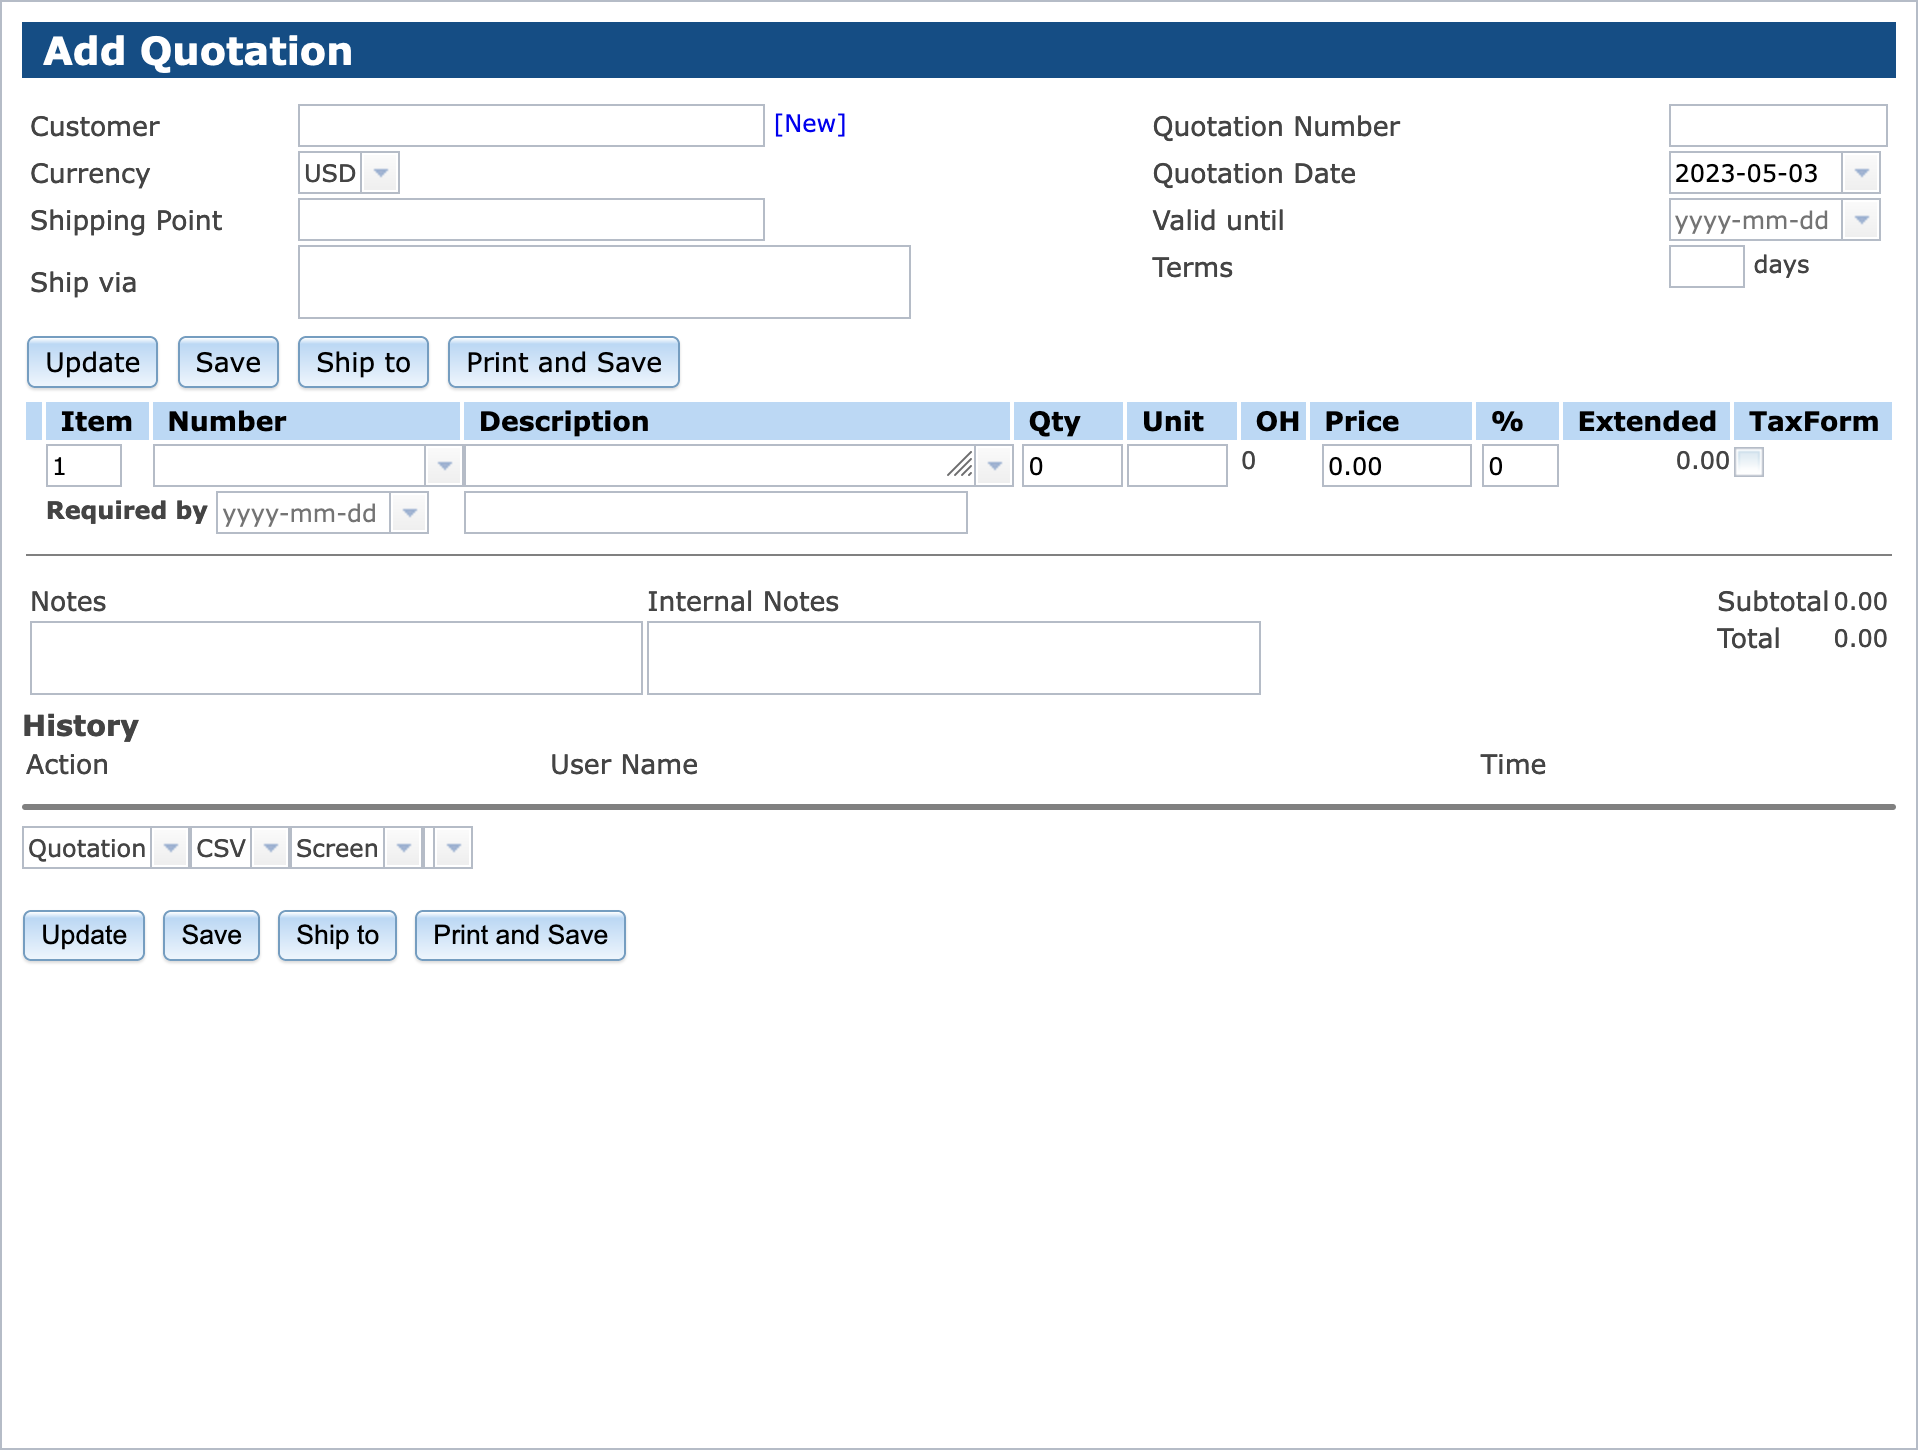 Add Quotation
Customer [New] Quotation Number
Currency USD Quotation Date 2023-05-03
Shipping Point Valid until yyyy-mm-dd
Ship via Terms days
Update Save Ship to Print and Save
Item Number Description Qty Unit OH Price % Extended TaxForm
1 0 0 0.00 0 0.00
Required by yyyy-mm-dd
Notes Internal Notes Subtotal 0.00
Total 0.00
History
Action User Name Time
Quotation CSV Screen
Update Save Ship to Print and Save